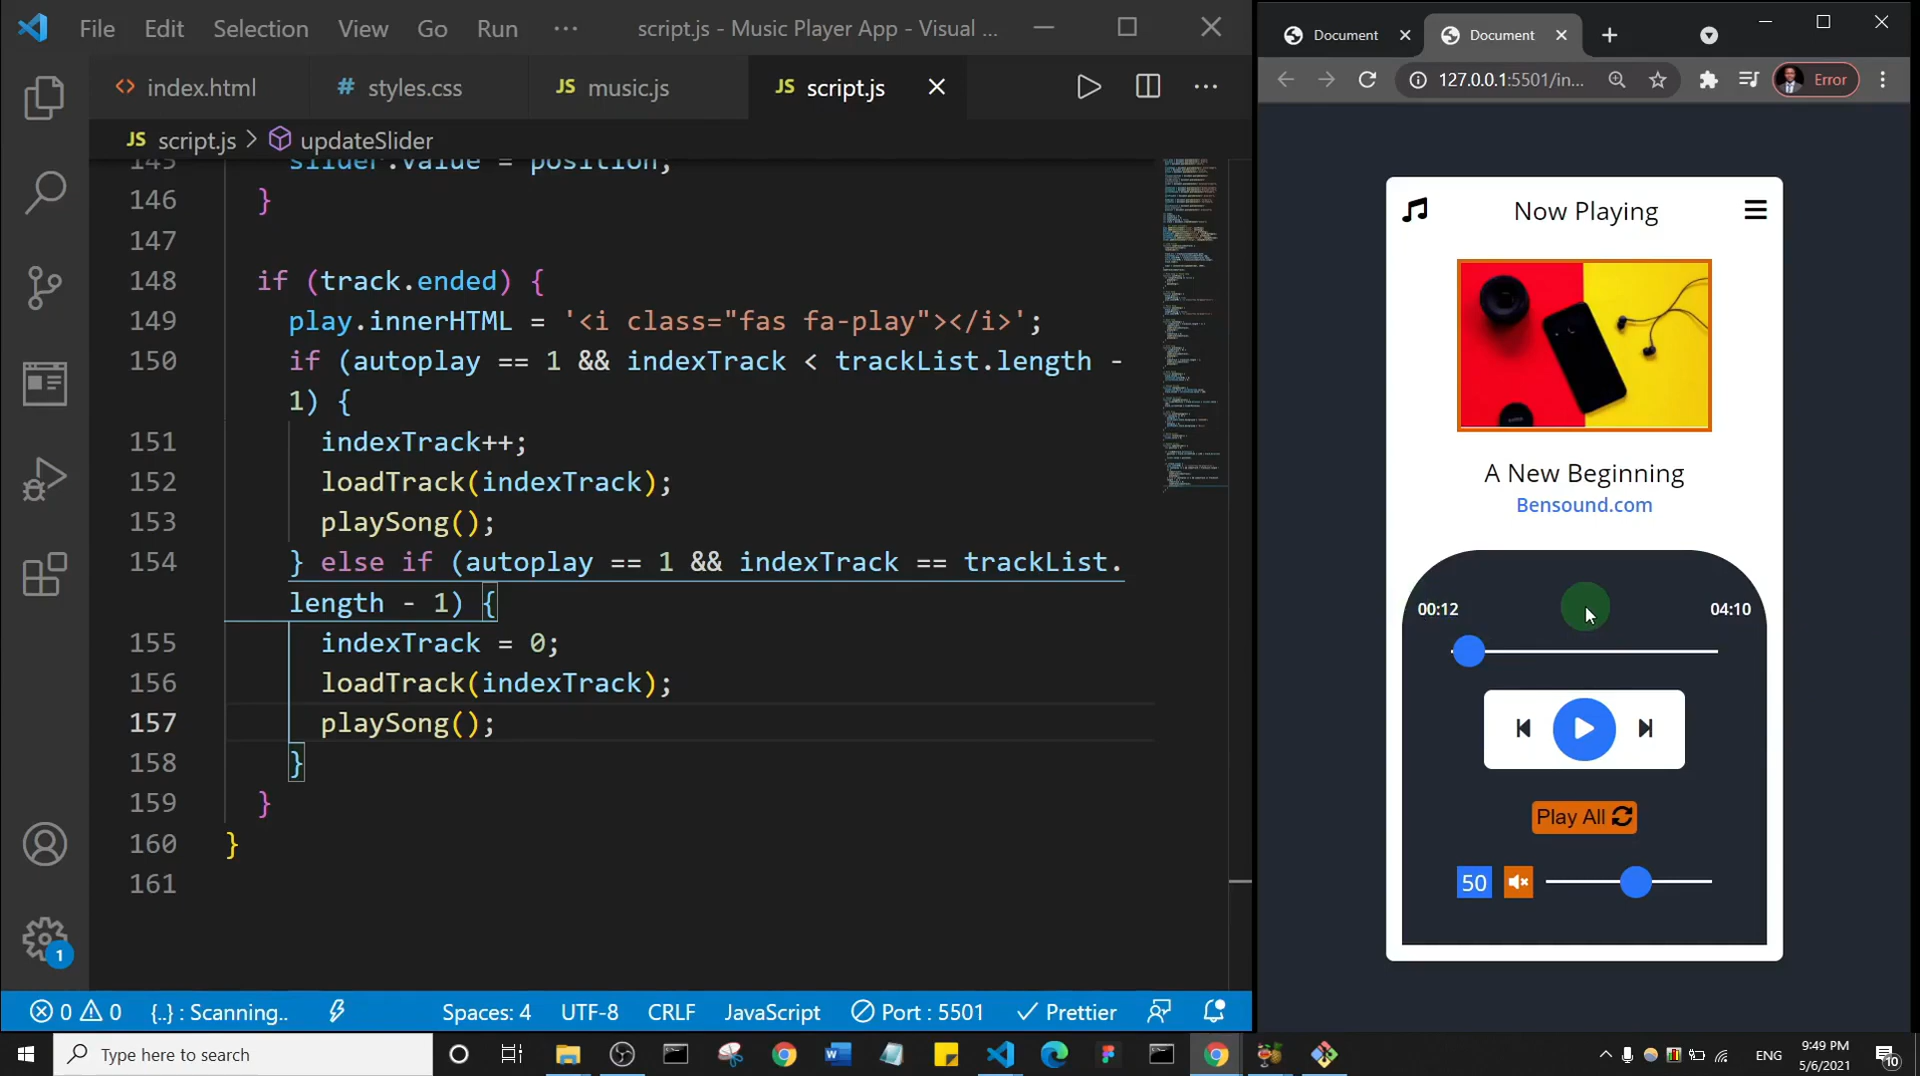 File Edit Selection View Go Run ··· script.js - Music Player App - Visual ...
index.html # styles.css JS music.js JS script.js
JS script.js > updateSlider
145 slider.value = position;
146 }
147
148 if (track.ended) {
149 play.innerHTML = '<i class="fas fa-play"></i>';
150 if (autoplay == 1 && indexTrack < trackList.length -
1) {
151 indexTrack++;
152 loadTrack(indexTrack);
153 playSong();
154 } else if (autoplay == 1 && indexTrack == trackList.
length - 1) {
155 indexTrack = 0;
156 loadTrack(indexTrack);
157 playSong();
158 }
159 }
160 }
161
1
0 0 {..} : Scanning.. Spaces: 4 UTF-8 CRLF JavaScript Port : 5501 Prettier
Document Document
127.0.0.1:5501/in... Error
Now Playing
A New Beginning
Bensound.com
00:12 04:10
Play All
50
Type here to search
ENG
9:49 PM
5/6/2021
10